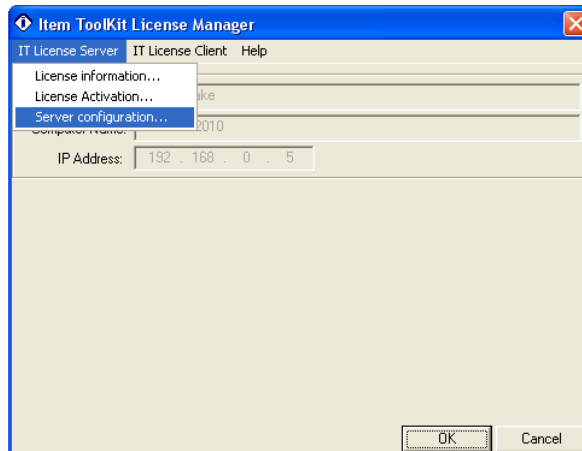 Item ToolKit License Manager
IT License Server IT License Client Help
License information...
License Activation...
Server configuration...
2010
IP Address: 192 . 168 . 0 . 5
OK Cancel